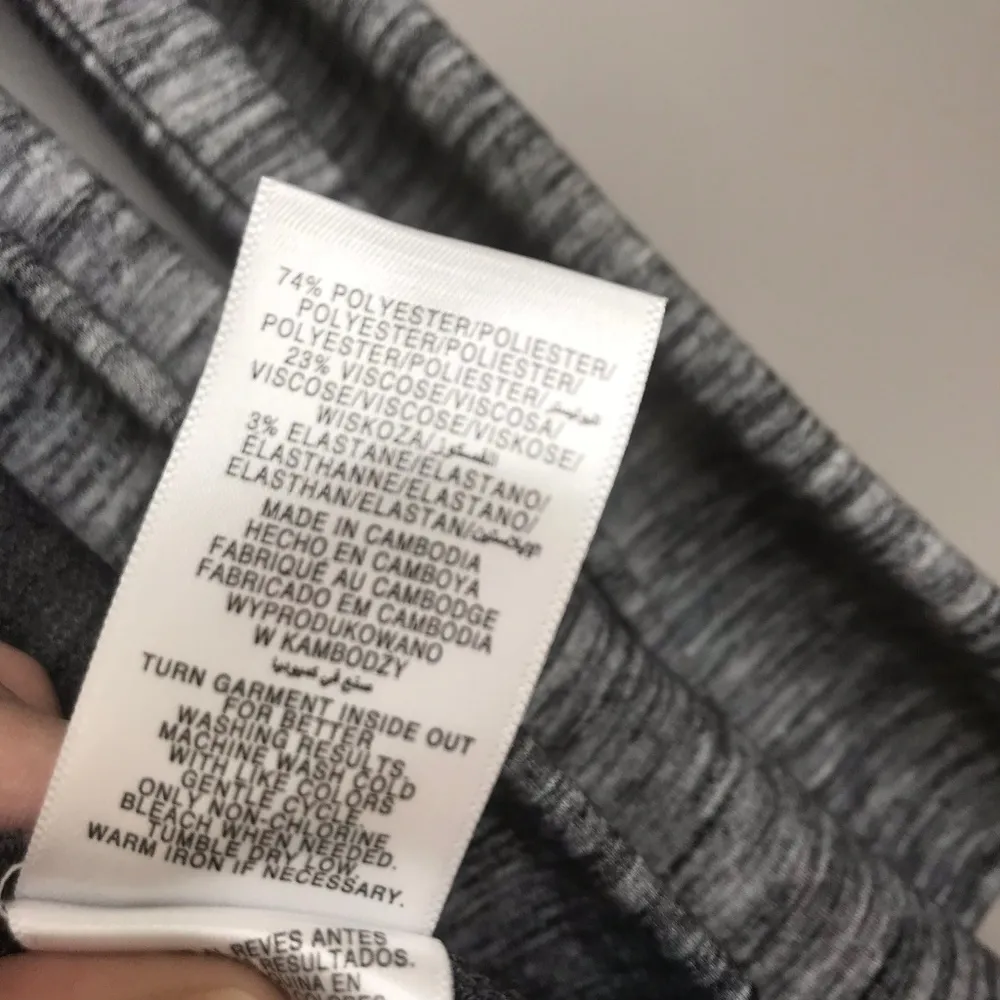 74% POLYESTER/POLIESTER/
POLYESTER/POLIESTER/
POLYESTER/POLIESTER/البوليستر
23% VISCOSE/VISCOSA/
VISCOSE/VISCOSE/VISKOSE/
WISKOZA/الفسكوز
3% ELASTANE/ELASTANO/
ELASTHANNE/ELASTANO/
ELASTHAN/ELASTAN/
MADE IN CAMBODIA
HECHO EN CAMBOYA
FABRIQUÉ AU CAMBODGE
FABRICADO EM CAMBODIA
WYPRODUKOWANO
W KAMBODZY
صنع في كمبوديا
TURN GARMENT INSIDE OUT
FOR BETTER
WASHING RESULTS.
MACHINE WASH COLD
WITH LIKE COLORS
GENTLE CYCLE.
ONLY NON-CHLORINE
BLEACH WHEN NEEDED.
TUMBLE DRY LOW.
WARM IRON IF NECESSARY.
REVES ANTES
RESULTADOS.
EN